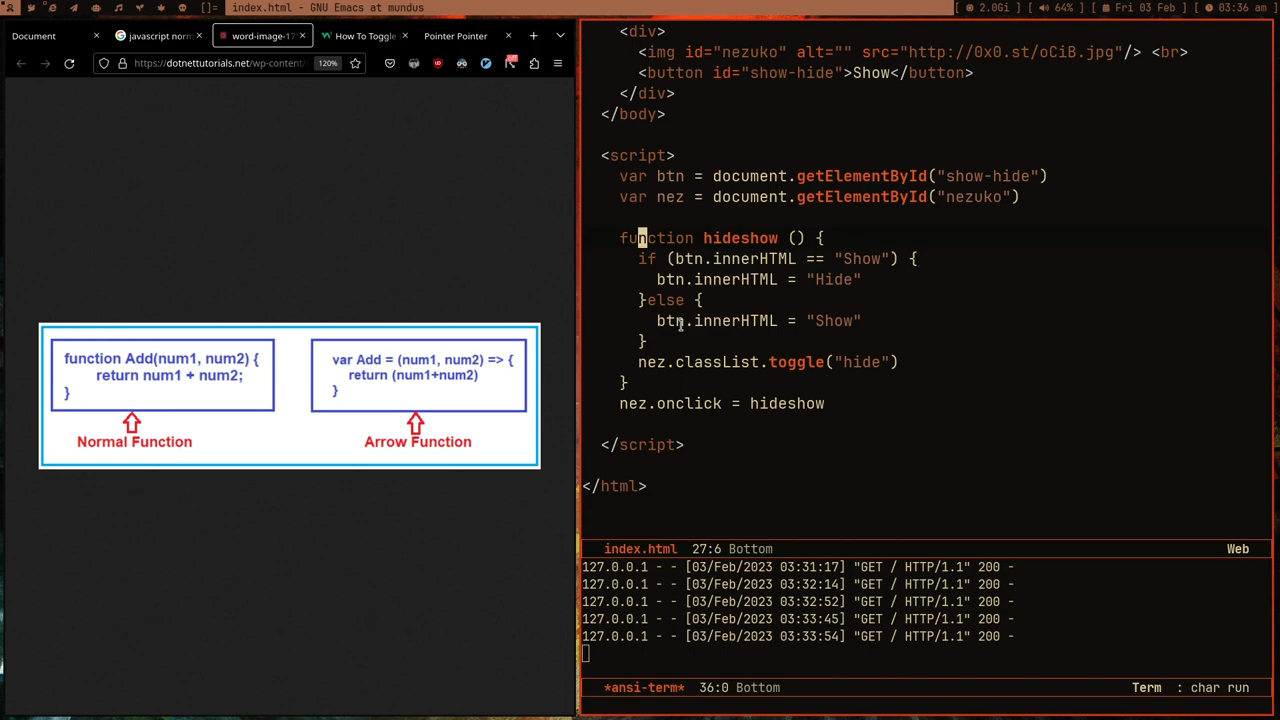 []= index.html - GNU Emacs at mundus [ 2.0Gi ] [ 64% ] [ Fri 03 Feb ] [ 03:36 am ]
Document javascript norm word-image-17 How To Toggle Pointer Pointer
https://dotnettutorials.net/wp-content/ 120%
function Add(num1, num2) {
return num1 + num2;
}
Normal Function
var Add = (num1, num2) => {
return (num1+num2)
}
Arrow Function
<div>
<img id="nezuko" alt="" src="http://0x0.st/oCiB.jpg"/> <br>
<button id="show-hide">Show</button>
</div>
</body>
<script>
var btn = document.getElementById("show-hide")
var nez = document.getElementById("nezuko")
function hideshow () {
if (btn.innerHTML == "Show") {
btn.innerHTML = "Hide"
}else {
btn.innerHTML = "Show"
}
nez.classList.toggle("hide")
}
nez.onclick = hideshow
</script>
</html>
index.html 27:6 Bottom Web
127.0.0.1 - - [03/Feb/2023 03:31:17] "GET / HTTP/1.1" 200 -
127.0.0.1 - - [03/Feb/2023 03:32:14] "GET / HTTP/1.1" 200 -
127.0.0.1 - - [03/Feb/2023 03:32:52] "GET / HTTP/1.1" 200 -
127.0.0.1 - - [03/Feb/2023 03:33:45] "GET / HTTP/1.1" 200 -
127.0.0.1 - - [03/Feb/2023 03:33:54] "GET / HTTP/1.1" 200 -
*ansi-term* 36:0 Bottom Term : char run